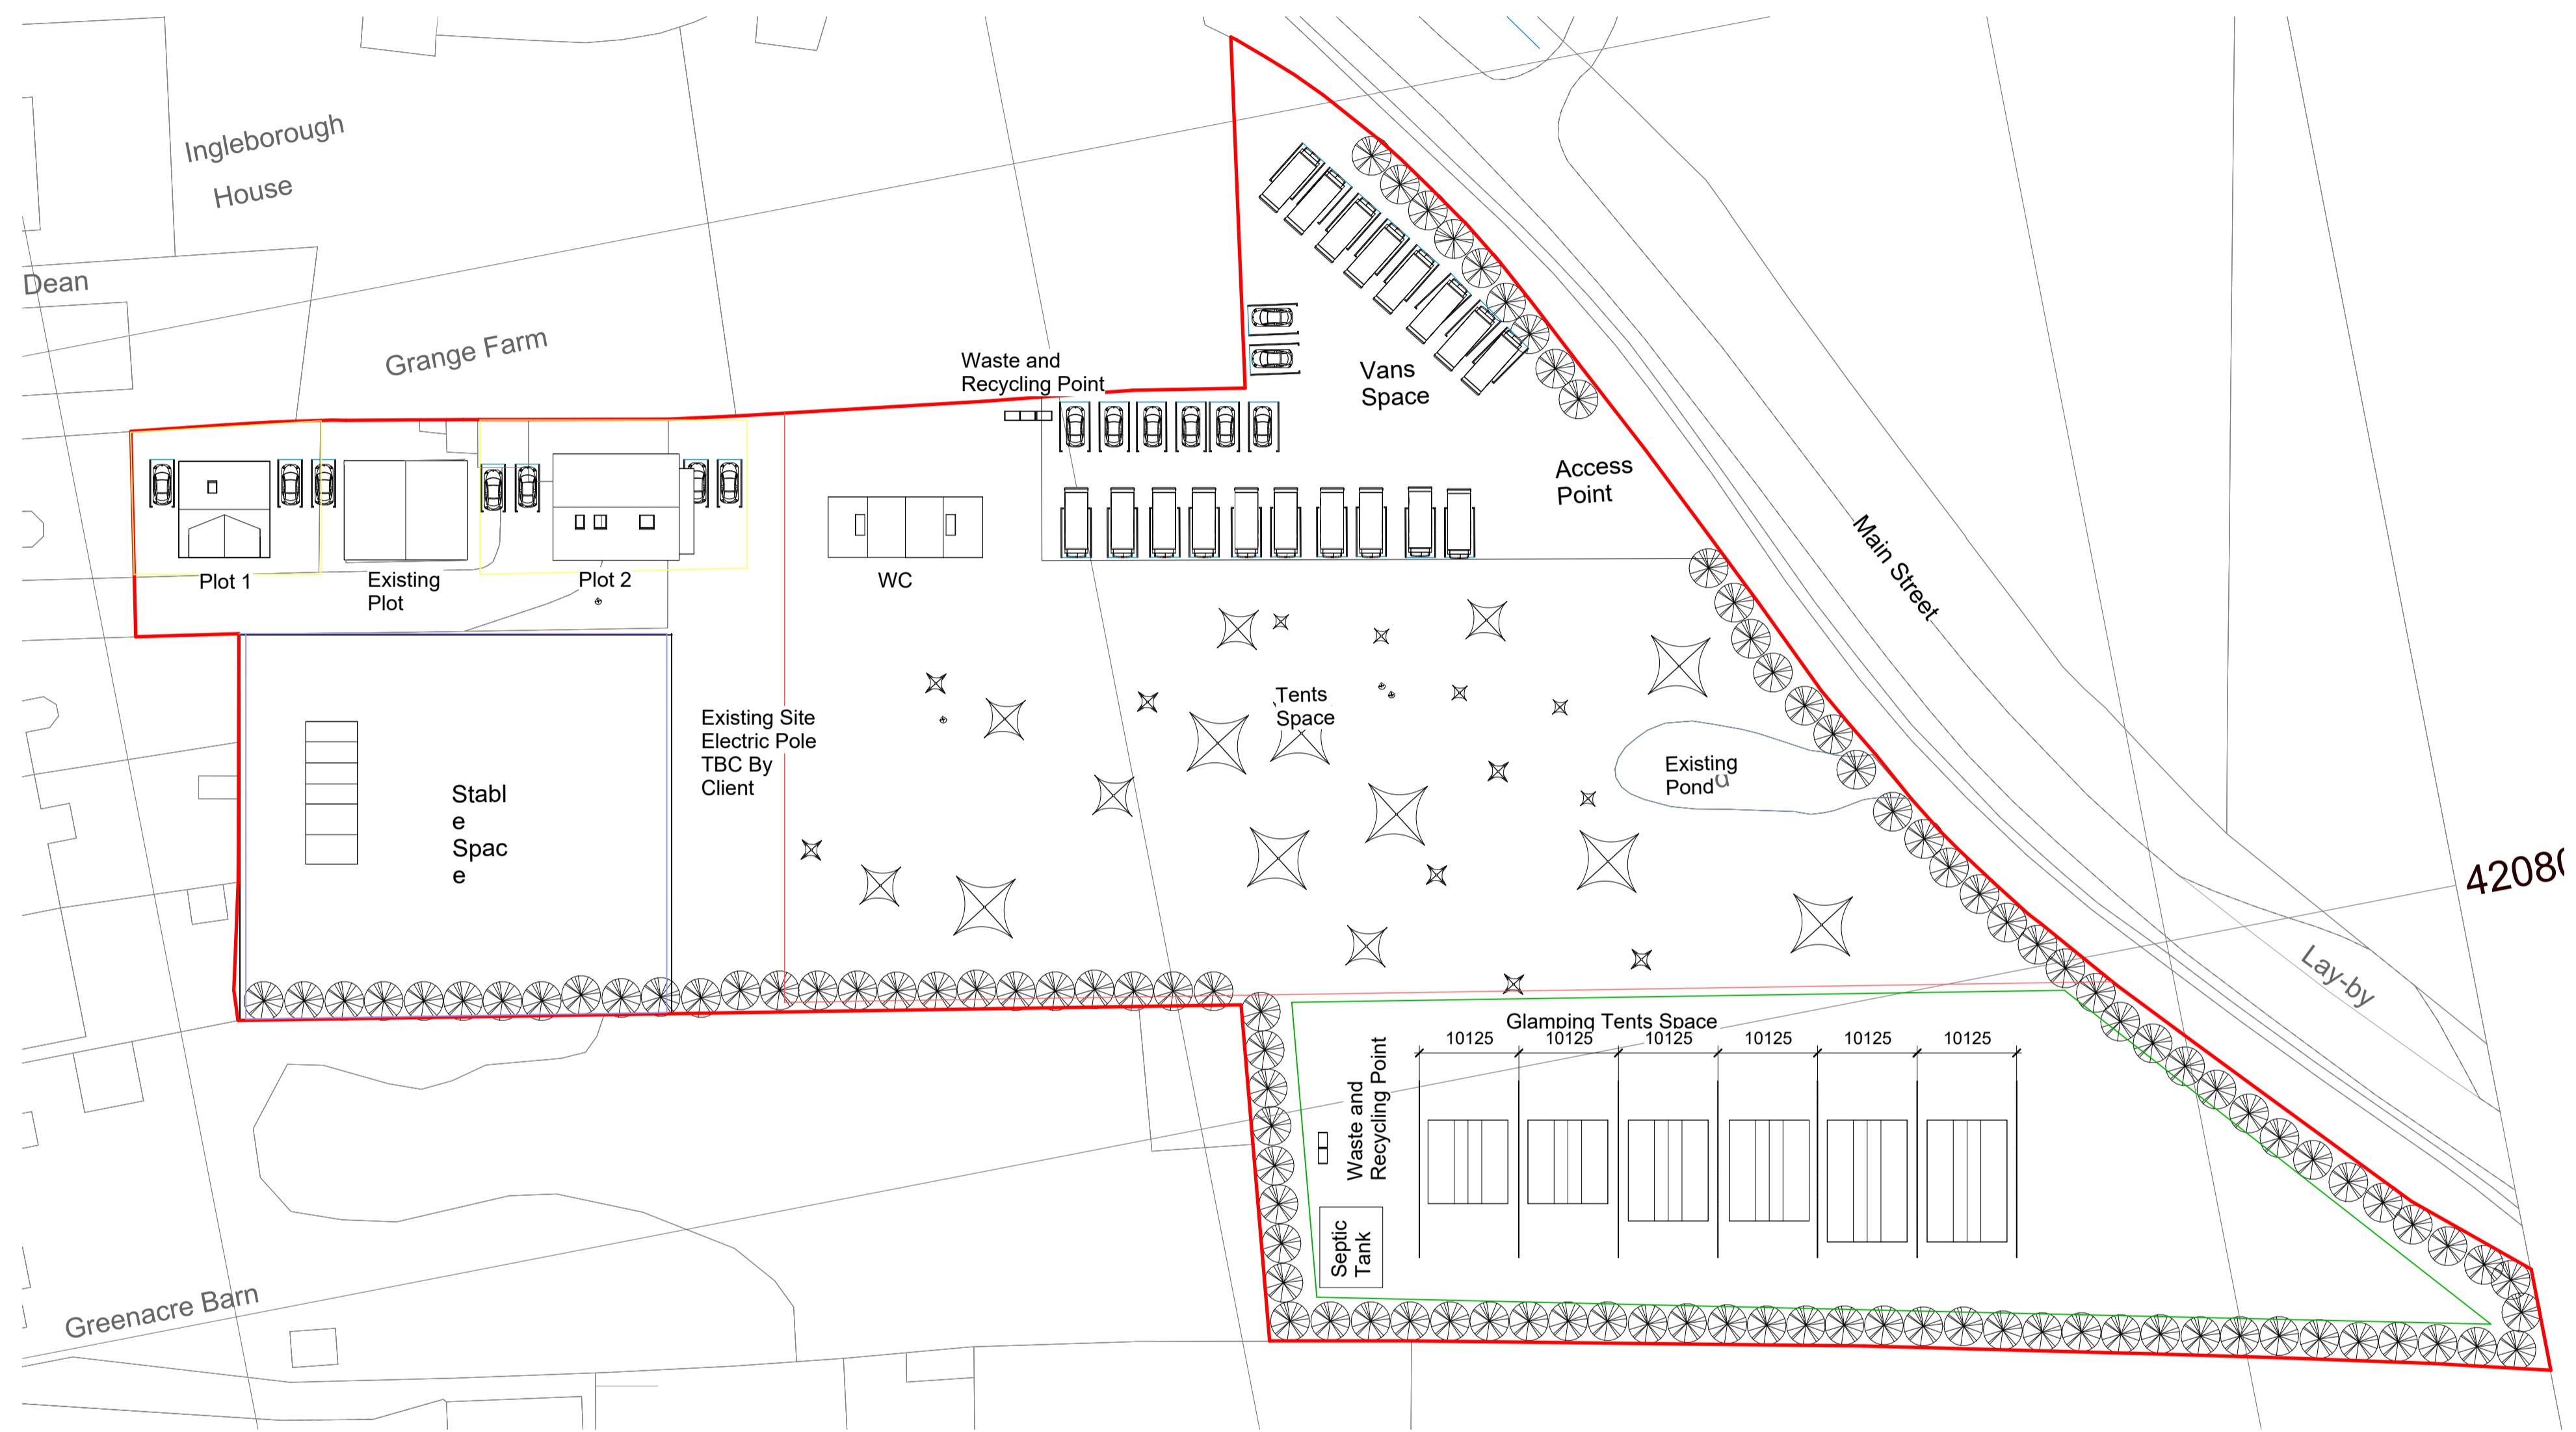 Ingleborough
House
Dean
Grange Farm
Waste and
Recycling Point
Vans
Space
Access
Point
Main Street
Plot 1
Existing
Plot
Plot 2
WC
Tents
Space
Existing Site
Electric Pole
TBC By
Client
Existing
Pond
Stabl
e
Spac
e
Lay-by
Glamping Tents Space
10125
10125
10125
10125
10125
10125
Waste and
Recycling Point
Septic
Tank
Greenacre Barn